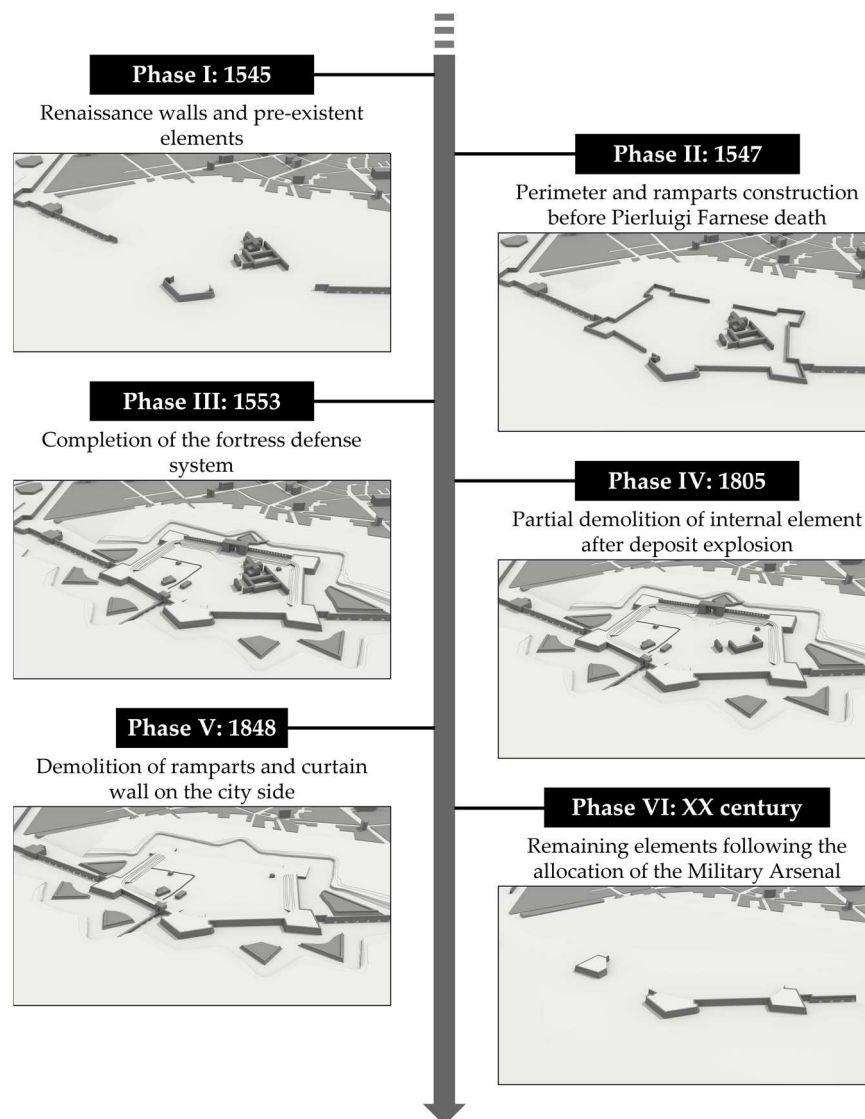 Phase I: 1545
Renaissance walls and pre-existent
elements
Phase II: 1547
Perimeter and ramparts construction
before Pierluigi Farnese death
Phase III: 1553
Completion of the fortress defense
system
Phase IV: 1805
Partial demolition of internal element
after deposit explosion
Phase V: 1848
Demolition of ramparts and curtain
wall on the city side
Phase VI: XX century
Remaining elements following the
allocation of the Military Arsenal